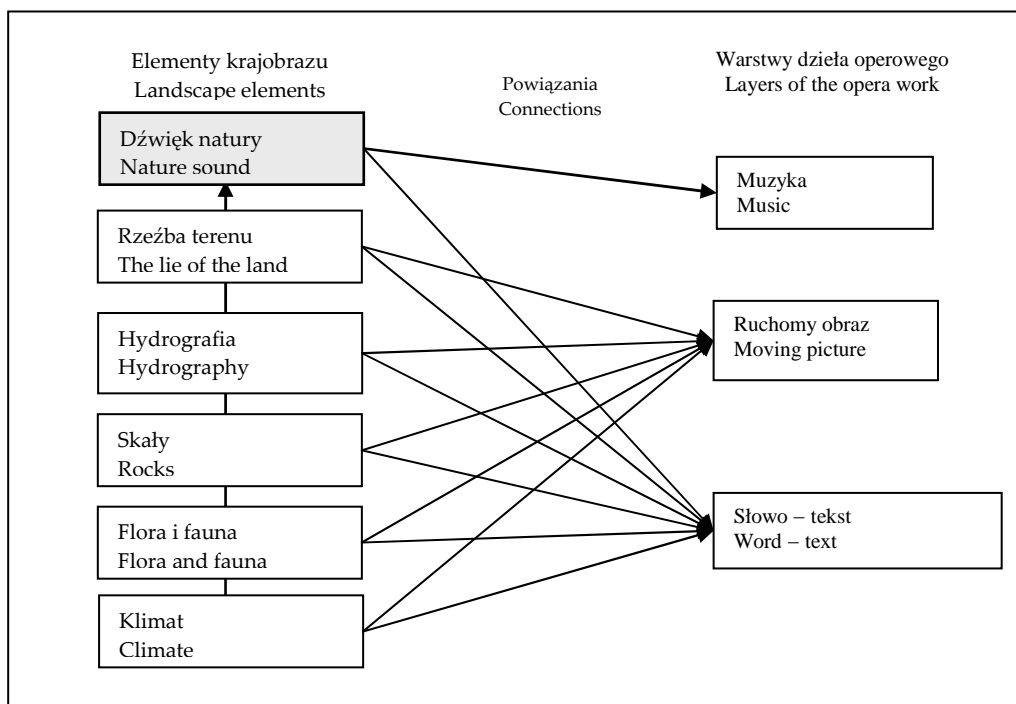 Elementy krajobrazu
Landscape elements
Powiązania
Connections
Warstwy dzieła operowego
Layers of the opera work
Dźwięk natury
Nature sound
Rzeźba terenu
The lie of the land
Hydrografia
Hydrography
Skały
Rocks
Flora i fauna
Flora and fauna
Klimat
Climate
Muzyka
Music
Ruchomy obraz
Moving picture
Słowo – tekst
Word – text